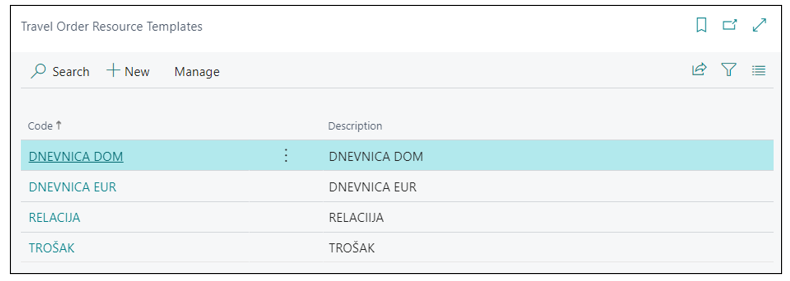 Travel Order Resource Templates
Search New Manage
Code ↑ Description
DNEVNICA DOM DNEVNICA DOM
DNEVNICA EUR DNEVNICA EUR
RELACIJA RELACIIJA
TROŠAK TROŠAK